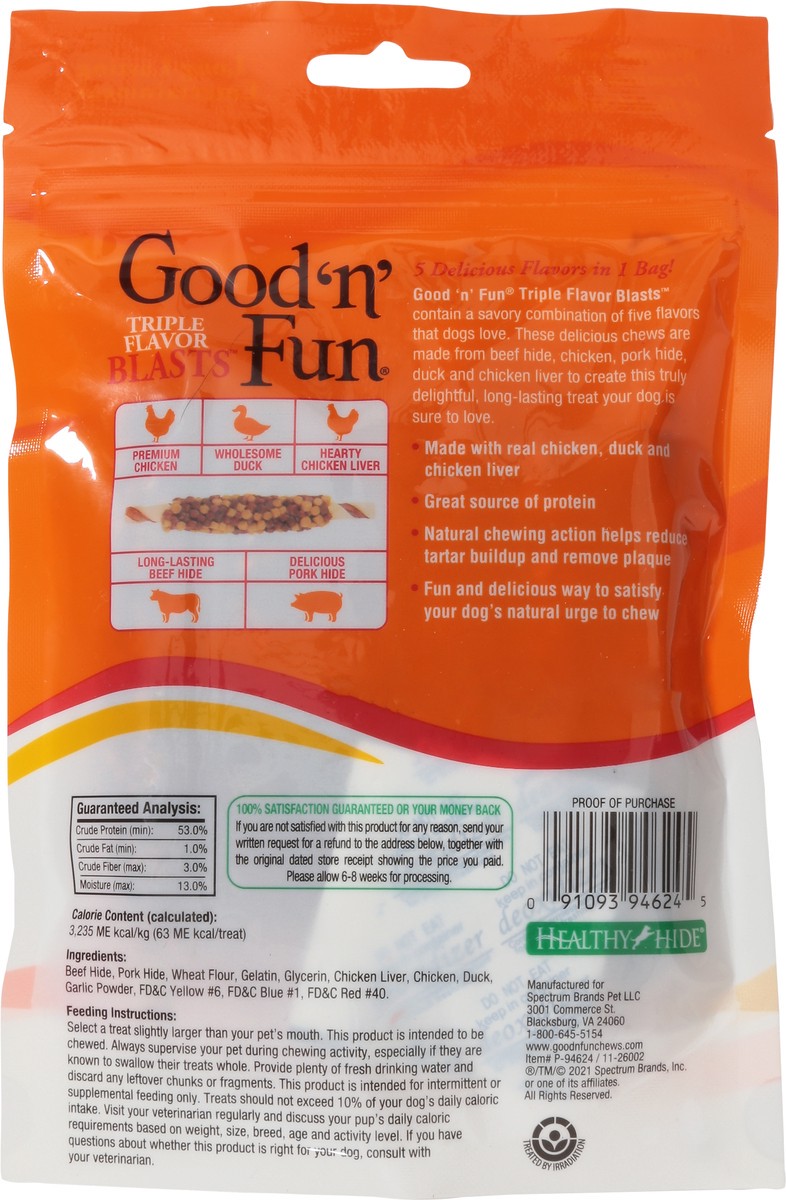 Good 'n'
TRIPLE
FLAVOR
BLASTS™
Fun®
PREMIUM
CHICKEN
WHOLESOME
DUCK
HEARTY
CHICKEN LIVER
LONG-LASTING
BEEF HIDE
DELICIOUS
PORK HIDE
5 Delicious Flavors in 1 Bag!
Good 'n' Fun® Triple Flavor Blasts™
contain a savory combination of five flavors
that dogs love. These delicious chews are
made from beef hide, chicken, pork hide,
duck and chicken liver to create this truly
delightful, long-lasting treat your dog is
sure to love.
• Made with real chicken, duck and
chicken liver
• Great source of protein
• Natural chewing action helps reduce
tartar buildup and remove plaque
• Fun and delicious way to satisfy
your dog's natural urge to chew
Guaranteed Analysis:
Crude Protein (min): 53.0%
Crude Fat (min): 1.0%
Crude Fiber (max): 3.0%
Moisture (max): 13.0%
100% SATISFACTION GUARANTEED OR YOUR MONEY BACK
If you are not satisfied with this product for any reason, send your
written request for a refund to the address below, together with
the original dated store receipt showing the price you paid.
Please allow 6-8 weeks for processing.
PROOF OF PURCHASE
0 91093 94624 5
HEALTHY HIDE®
Calorie Content (calculated):
3,235 ME kcal/kg (63 ME kcal/treat)
Ingredients:
Beef Hide, Pork Hide, Wheat Flour, Gelatin, Glycerin, Chicken Liver, Chicken, Duck,
Garlic Powder, FD&C Yellow #6, FD&C Blue #1, FD&C Red #40.
Feeding Instructions:
Select a treat slightly larger than your pet's mouth. This product is intended to be
chewed. Always supervise your pet during chewing activity, especially if they are
known to swallow their treats whole. Provide plenty of fresh drinking water and
discard any leftover chunks or fragments. This product is intended for intermittent or
supplemental feeding only. Treats should not exceed 10% of your dog's daily caloric
intake. Visit your veterinarian regularly and discuss your pup's daily caloric
requirements based on weight, size, breed, age and activity level. If you have
questions about whether this product is right for your dog, consult with
your veterinarian.
Manufactured for
Spectrum Brands Pet LLC
3001 Commerce St.
Blacksburg, VA 24060
1-800-645-5154
www.goodnfunchews.com
Item# P-94624 / 11-26002
®/TM/© 2021 Spectrum Brands, Inc.
or one of its affiliates.
All Rights Reserved.
TREATED BY IRRADIATION
DO NOT EAT